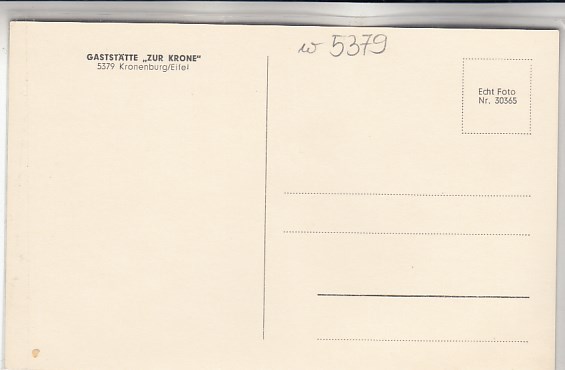 GASTSTÄTTE „ZUR KRONE"
5379 Kronenburg/Eifel
w 5379
Echt Foto
Nr. 30365